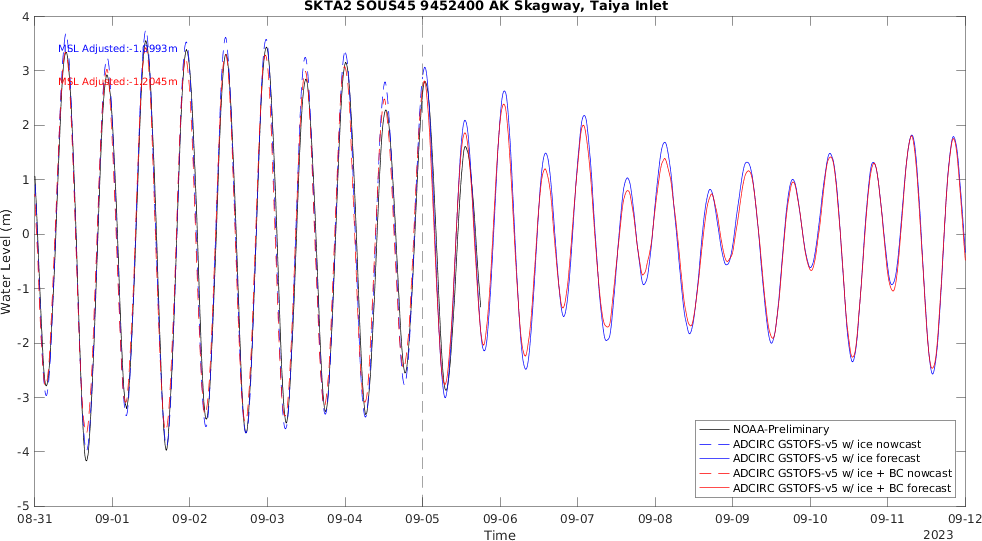 SKTA2 SOUS45 9452400 AK Skagway, Taiya Inlet
4
3
2
1
0
-1
-2
-3
-4
-5
Water Level (m)
MSL Adjusted:-1.
993m
MSL Adjusted:-1.2045m
NOAA-Preliminary
ADCIRC GSTOFS-v5 w/ ice nowcast
ADCIRC GSTOFS-v5 w/ ice forecast
ADCIRC GSTOFS-v5 w/ ice + BC nowcast
ADCIRC GSTOFS-v5 w/ ice + BC forecast
08-31 09-01 09-02 09-03 09-04 09-05 09-06 09-07 09-08 09-09 09-10 09-11 09-12
Time
2023